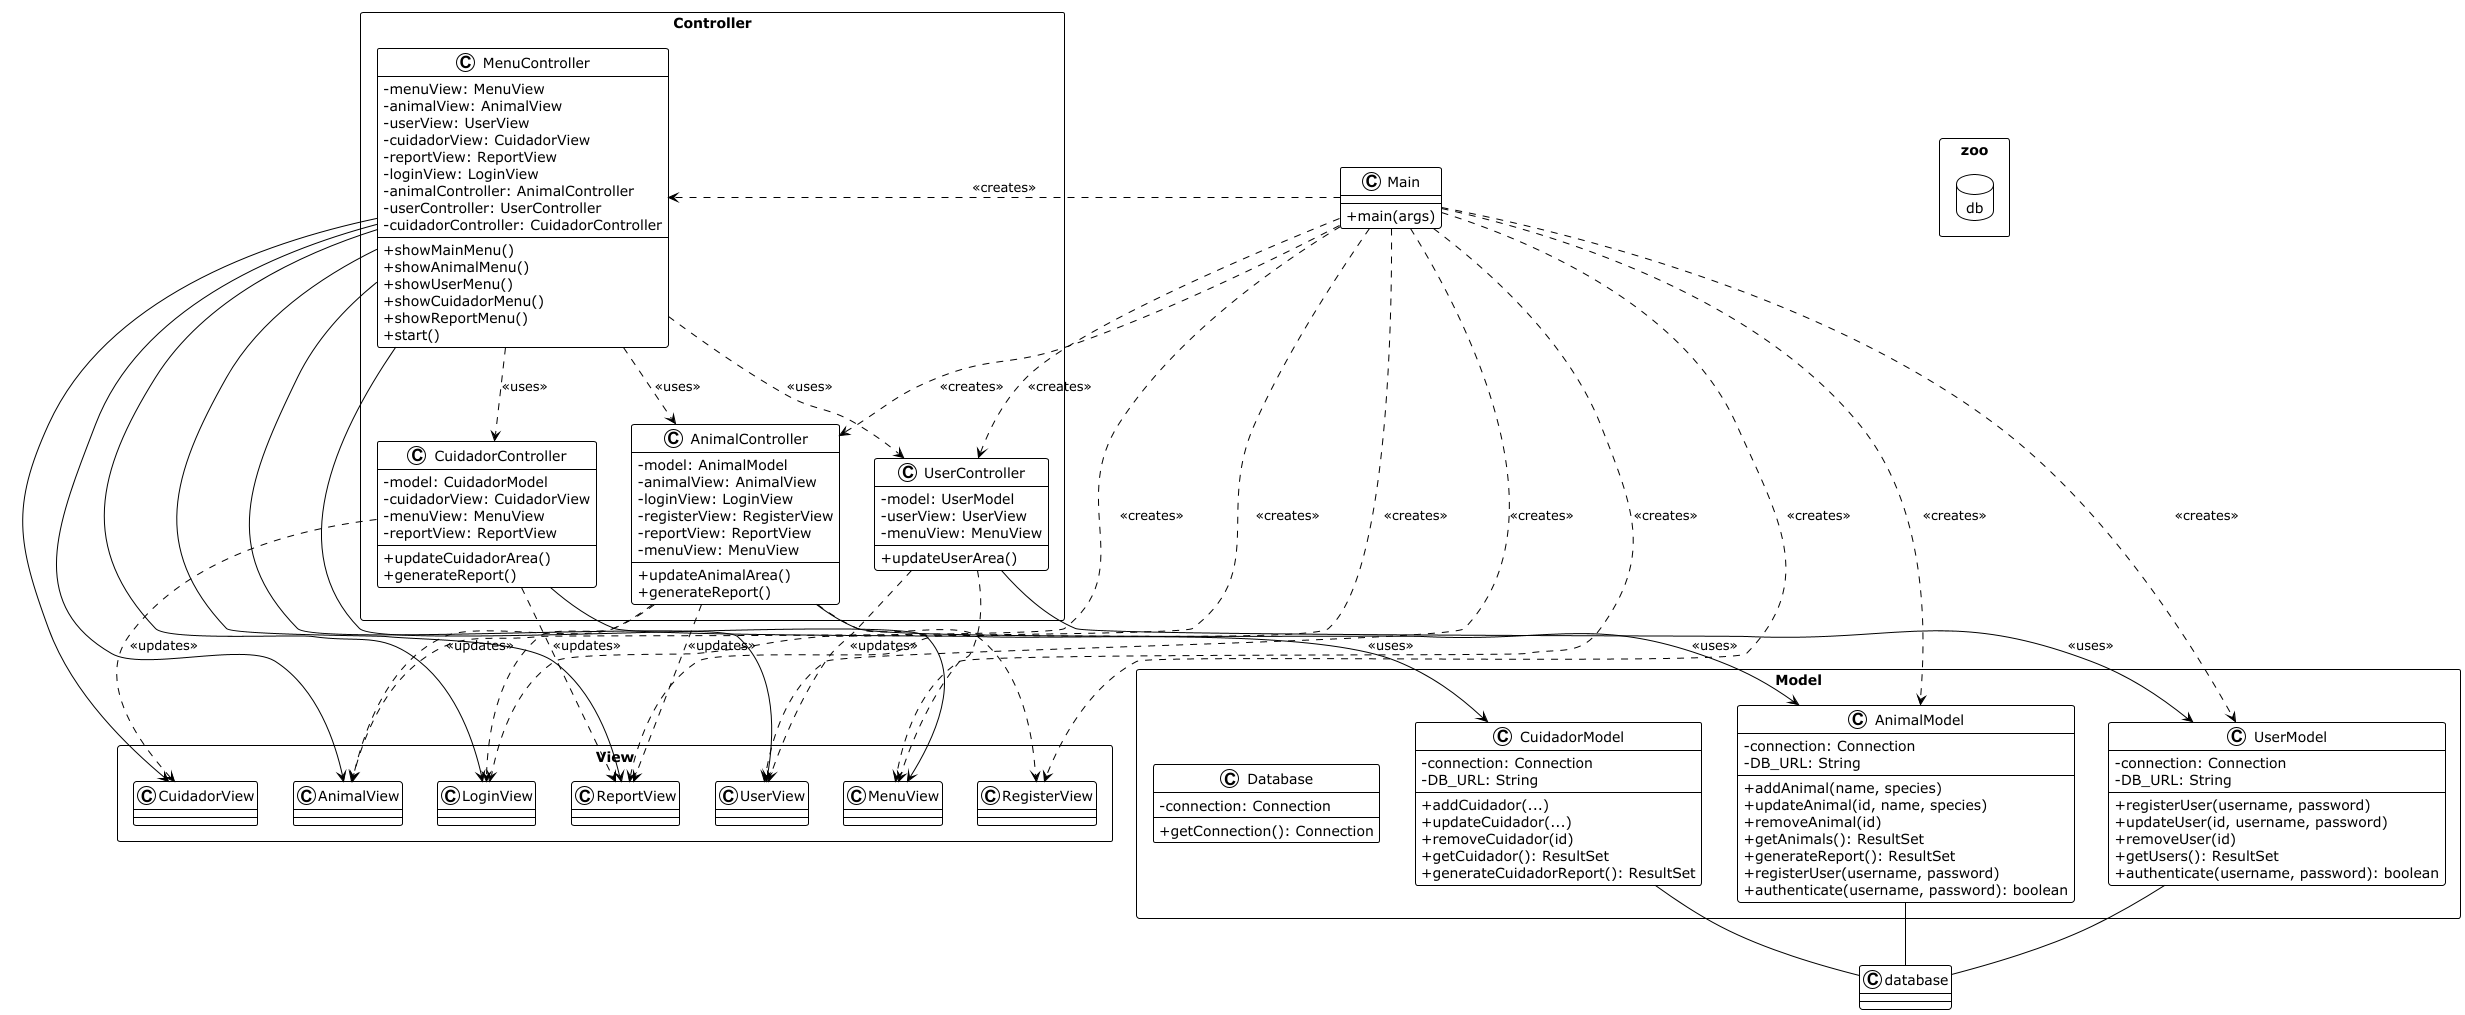 Controller
C MenuController
-menuView: MenuView
-animalView: AnimalView
-userView: UserView
-cuidadorView: CuidadorView
-reportView: ReportView
-loginView: LoginView
-animalController: AnimalController
-userController: UserController
-cuidadorController: CuidadorController
+showMainMenu()
+showAnimalMenu()
+showUserMenu()
+showCuidadorMenu()
+showReportMenu()
+start()
«creates»
C Main
+main(args)
zoo
db
«uses»
«uses»
«uses»
«creates»
«creates»
C CuidadorController
-model: CuidadorModel
-cuidadorView: CuidadorView
-menuView: MenuView
-reportView: ReportView
+updateCuidadorArea()
+generateReport()
C AnimalController
-model: AnimalModel
-animalView: AnimalView
-loginView: LoginView
-registerView: RegisterView
-reportView: ReportView
-menuView: MenuView
+updateAnimalArea()
+generateReport()
C UserController
-model: UserModel
-userView: UserView
-menuView: MenuView
+updateUserArea()
«creates»
«creates»
«creates»
«creates»
«creates»
«creates»
«creates»
«creates»
«updates»
«updates»
«updates»
«updates»
«updates»
«uses»
«uses»
«uses»
View
C CuidadorView
C AnimalView
C LoginView
C ReportView
C UserView
C MenuView
C RegisterView
Model
C Database
-connection: Connection
+getConnection(): Connection
C CuidadorModel
-connection: Connection
-DB_URL: String
+addCuidador(...)
+updateCuidador(...)
+removeCuidador(id)
+getCuidador(): ResultSet
+generateCuidadorReport(): ResultSet
C AnimalModel
-connection: Connection
-DB_URL: String
+addAnimal(name, species)
+updateAnimal(id, name, species)
+removeAnimal(id)
+getAnimals(): ResultSet
+generateReport(): ResultSet
+registerUser(username, password)
+authenticate(username, password): boolean
C UserModel
-connection: Connection
-DB_URL: String
+registerUser(username, password)
+updateUser(id, username, password)
+removeUser(id)
+getUsers(): ResultSet
+authenticate(username, password): boolean
C database